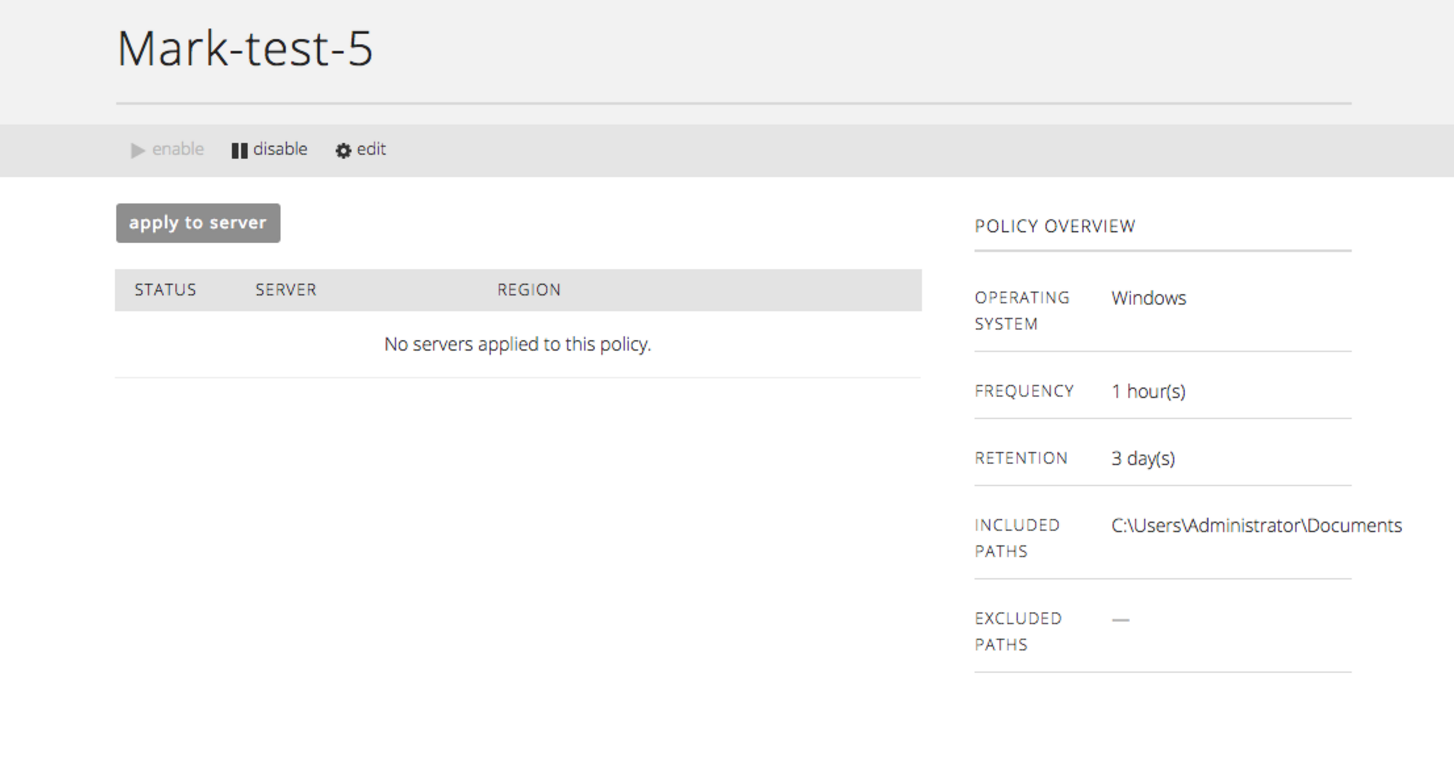 Mark-test-5
enable disable edit
apply to server
STATUS SERVER REGION
No servers applied to this policy.
POLICY OVERVIEW
OPERATING SYSTEM Windows
FREQUENCY 1 hour(s)
RETENTION 3 day(s)
INCLUDED PATHS C:\Users\Administrator\Documents
EXCLUDED PATHS —